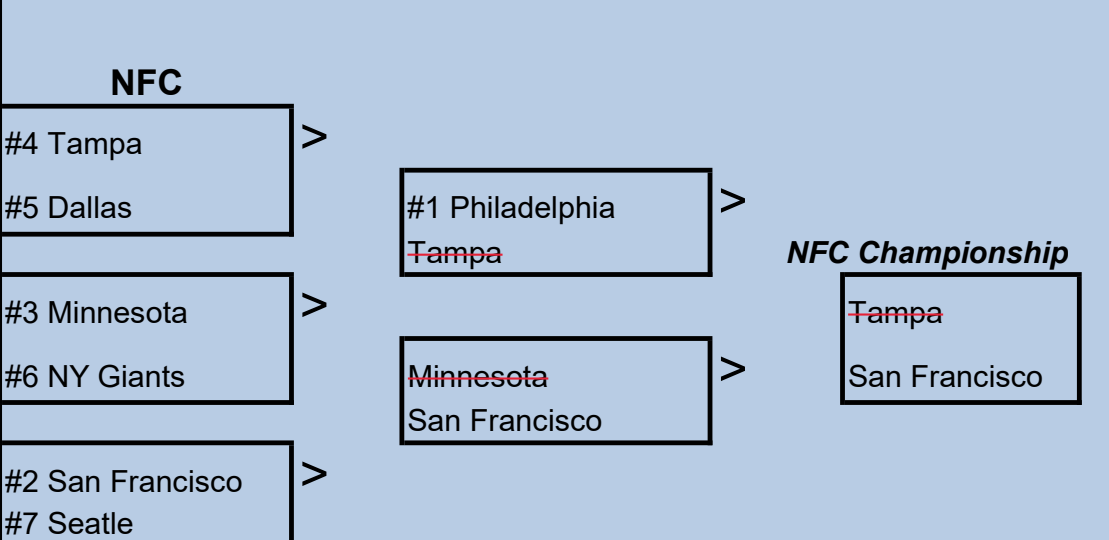 NFC
#4 Tampa
>
#5 Dallas
#1 Philadelphia
>
Tampa
NFC Championship
#3 Minnesota
>
Tampa
#6 NY Giants
Minnesota
>
San Francisco
San Francisco
#2 San Francisco
>
#7 Seatle